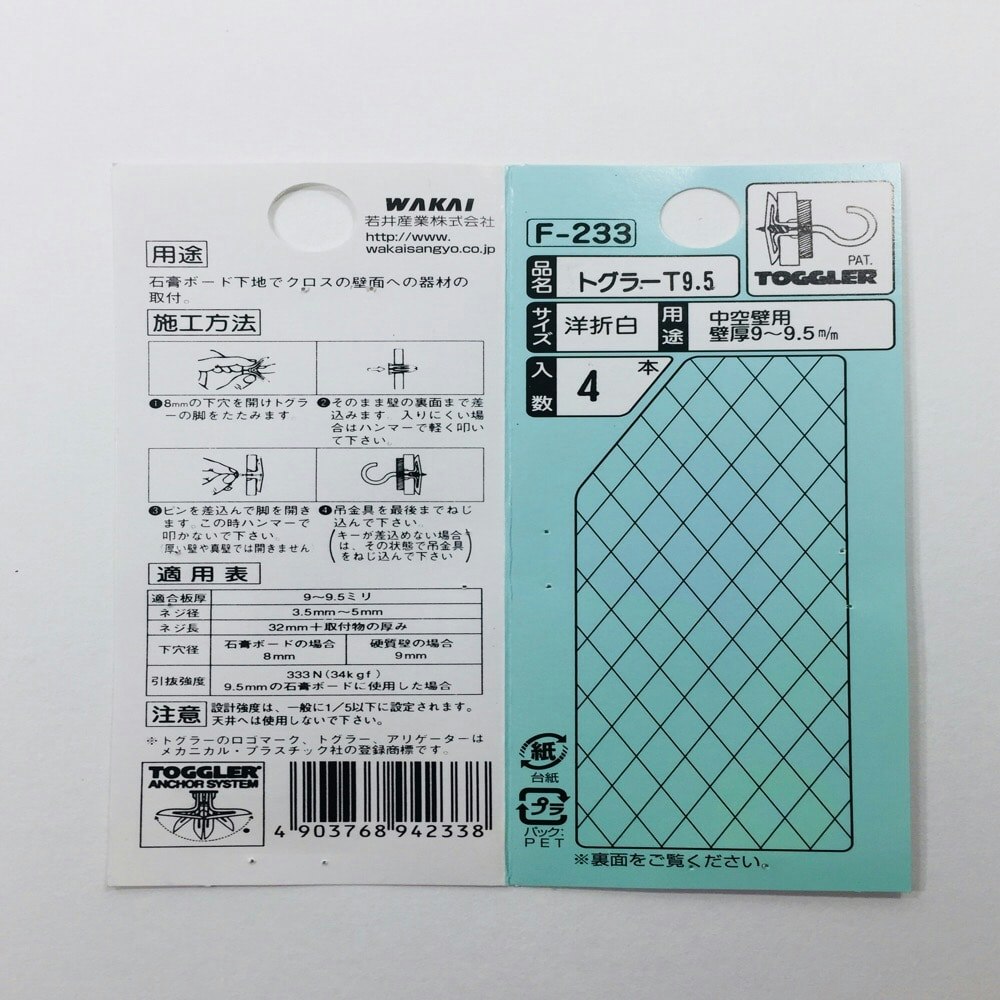 WAKAI
若井産業株式会社
http://www.
wakaisangyo.co.jp
用途
石膏ボード下地でクロスの壁面への器材の
取付。
施工方法
❶8mmの下穴を開けトグラ
ーの脚をたたみます。
❷そのまま壁の裏面まで差
込みます。入りにくい場
合はハンマーで軽く叩い
て下さい。
❸ピンを差込んで脚を開き
ます。この時ハンマーで
叩かないで下さい。
厚い壁や真壁では開きません
❹吊金具を最後までねじ
込んで下さい。
(キーが差込めない場合
は、その状態で吊金具
をねじ込んで下さい)
適用表
適合板厚 9〜9.5ミリ
ネジ径 3.5mm〜5mm
ネジ長 32mm+取付物の厚み
下穴径 石膏ボードの場合 8mm 硬質壁の場合 9mm
引抜強度 333N(34kgf)
9.5mmの石膏ボードに使用した場合
注意 設計強度は、一般に1/5以下に設定されます。
天井へは使用しないで下さい。
※トグラーのロゴマーク、トグラー、アリゲーターは
メカニカル・プラスチック社の登録商標です。
TOGGLER®
ANCHOR SYSTEM
4 903768 942338
F-233
PAT.
TOGGLER
品名 トグラーT9.5
サイズ 洋折白 用途 中空壁用
壁厚9〜9.5m/m
入数 4 本
紙
台紙
プラ
パック:
PET
※裏面をご覧ください。